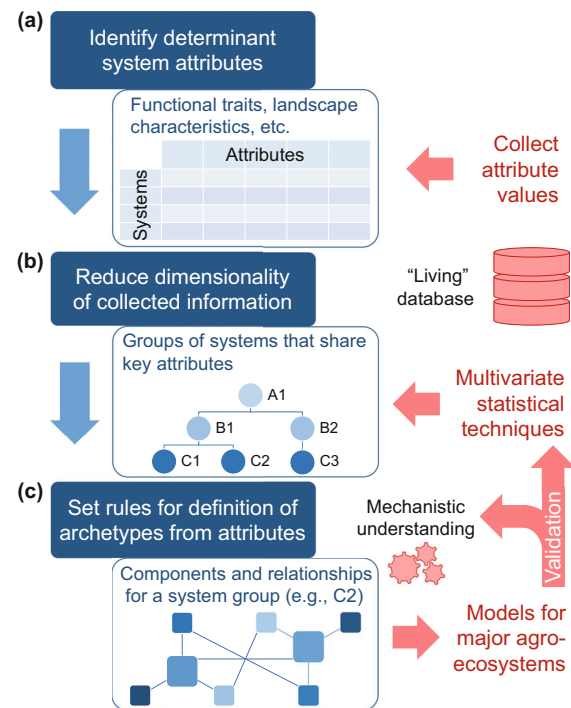 (a)
Identify determinant
system attributes
Functional traits, landscape
characteristics, etc.
Attributes
Systems
Collect
attribute
values
(b)
Reduce dimensionality
of collected information
“Living”
database
Groups of systems that share
key attributes
A1
B1
B2
C1
C2
C3
Multivariate
statistical
techniques
(c)
Set rules for definition of
archetypes from attributes
Mechanistic
understanding
Validation
Components and relationships
for a system group (e.g., C2)
Models for
major agro-
ecosystems